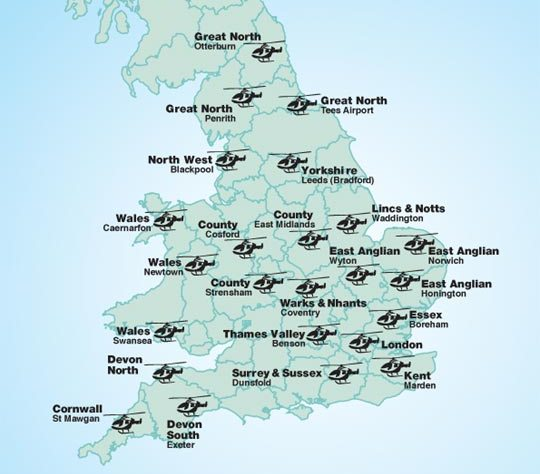 Great North
Otterburn
Great North
Penrith
Great North
Tees Airport
North West
Blackpool
Yorkshi re
Leeds (Bradford)
Wales
Caernarfon
County
Cosford
County
East Midlands
Lincs & Notts
Waddington
Wales
Newtown
East Anglian
Wyton
East Anglian
Norwich
County
Strensham
East Anglian
Honington
Warks & Nhants
Coventry
Essex
Boreham
Wales
Swansea
Thames Valley
Benson
London
Devon
North
Surrey & Sussex
Dunsfold
Kent
Marden
Cornwall
St Mawgan
Devon
South
Exeter